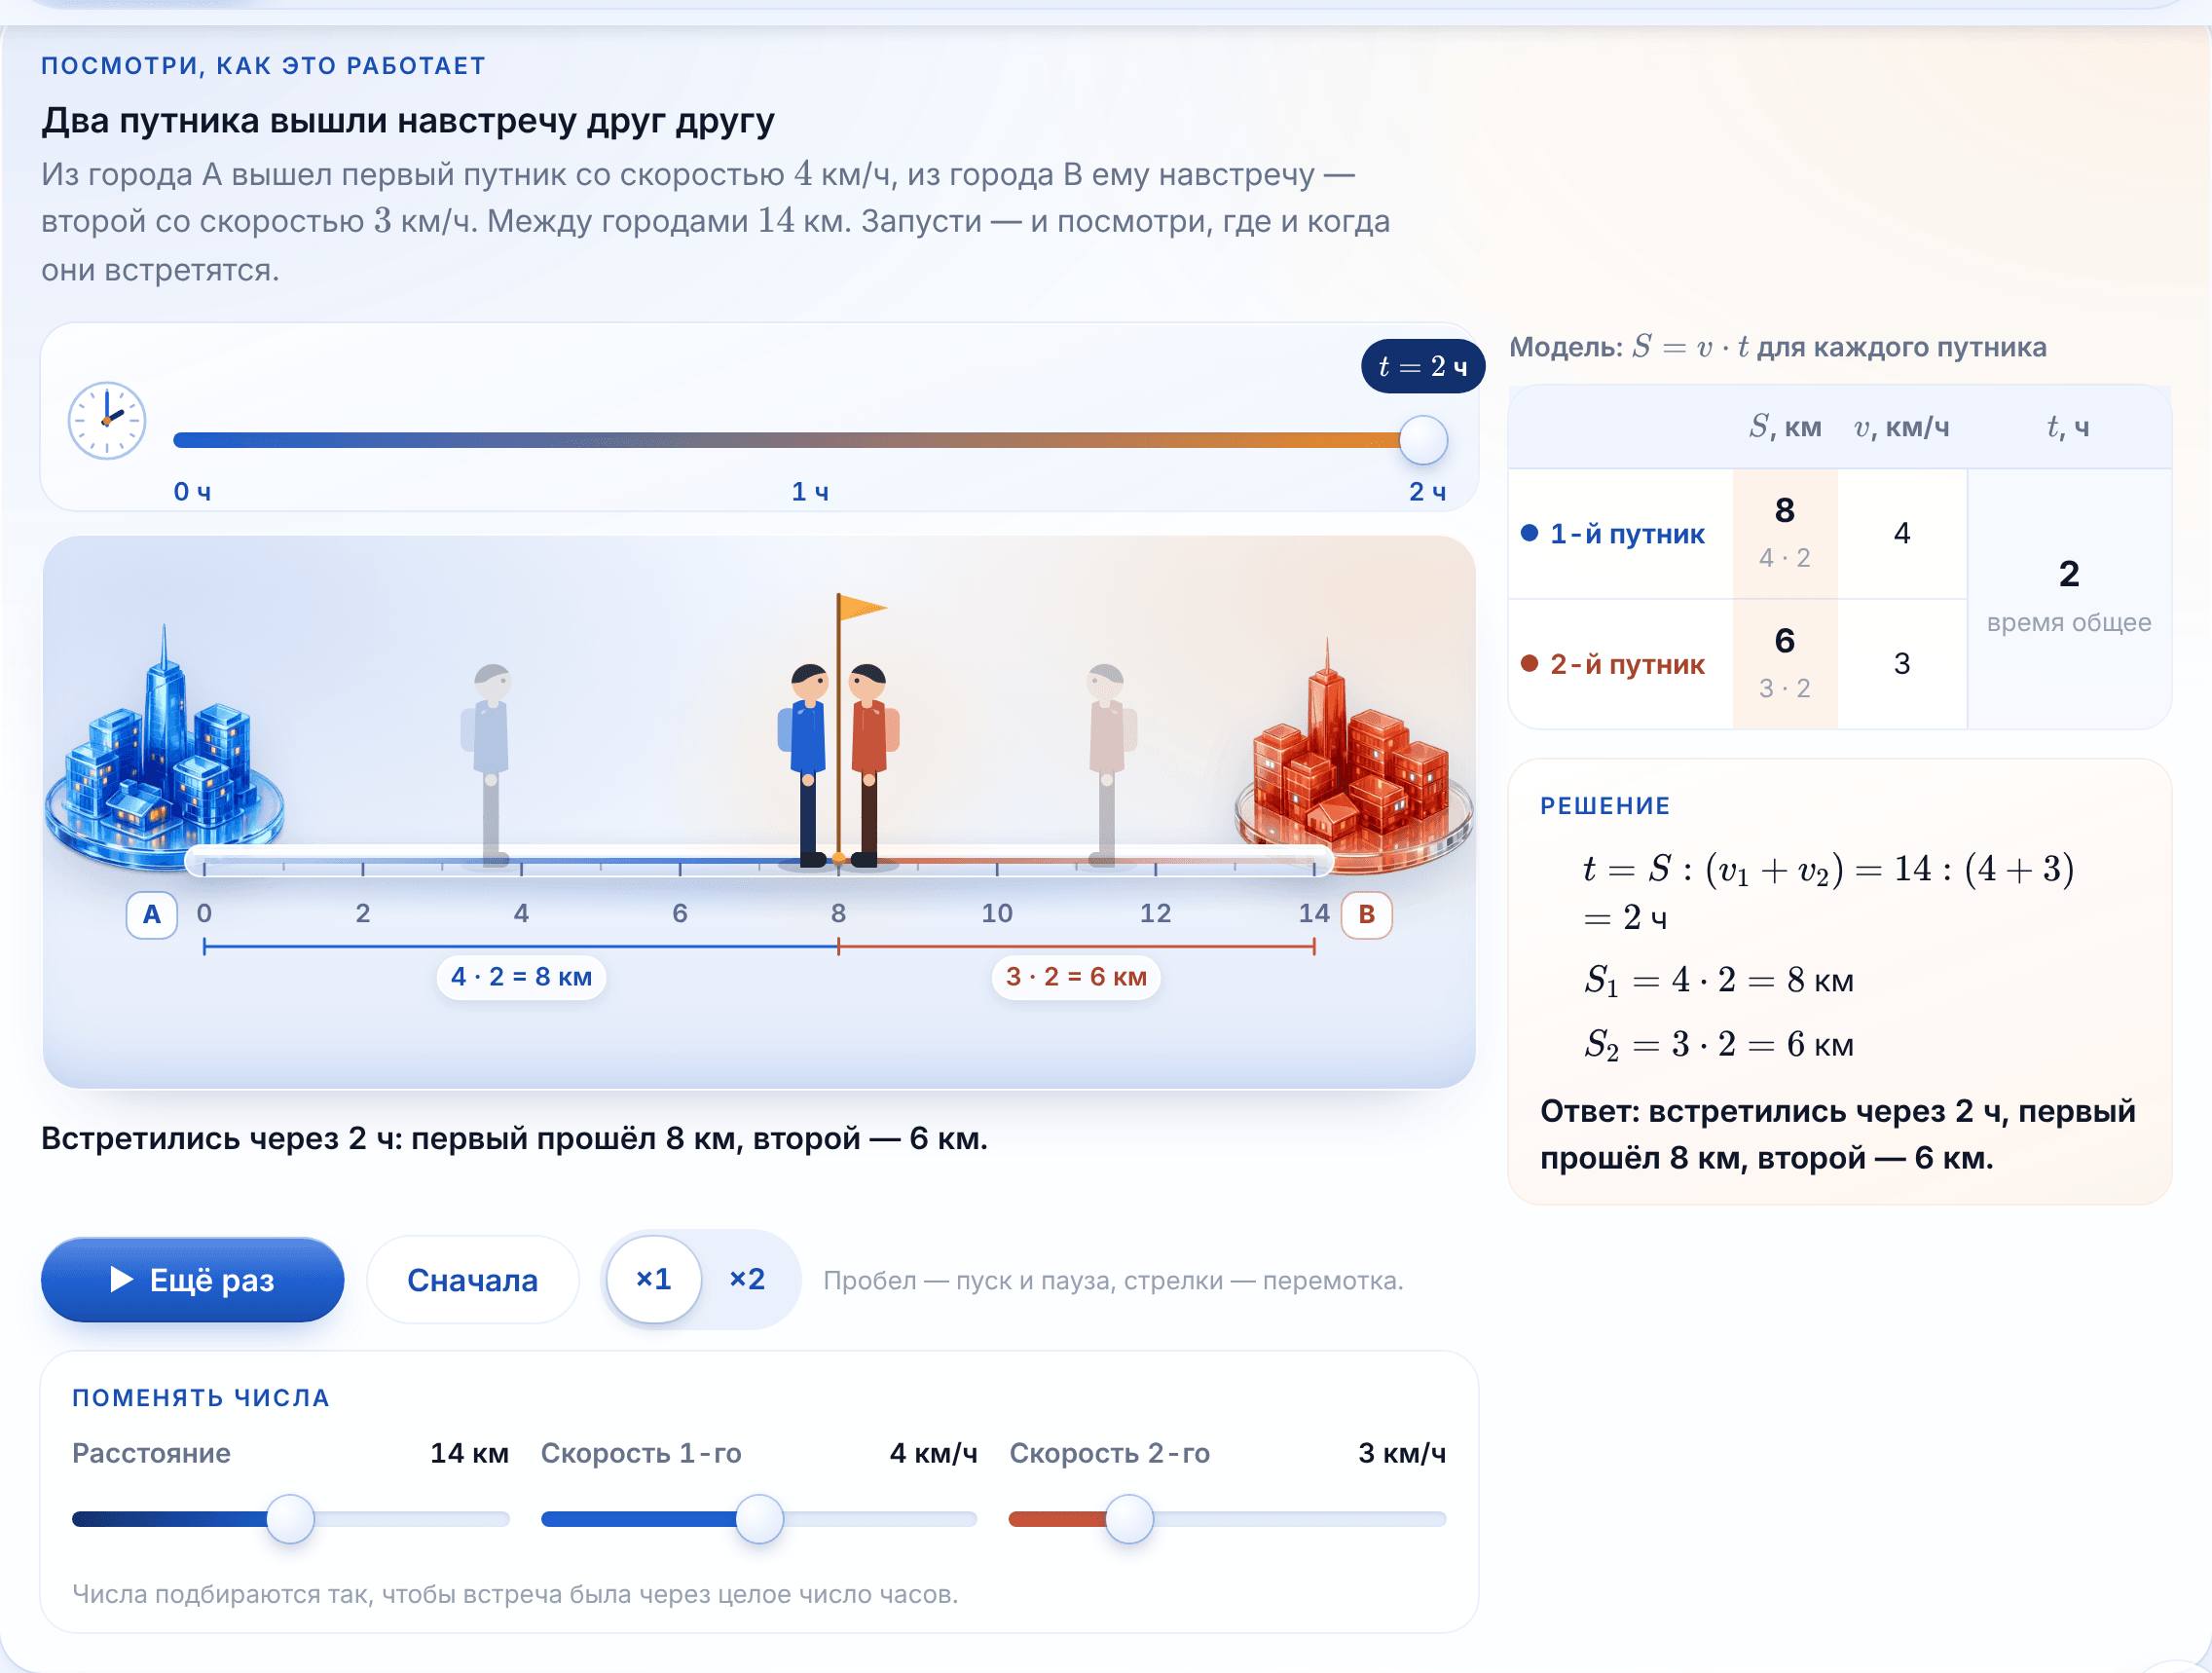 ПОСМОТРИ, КАК ЭТО РАБОТАЕТ
Два путника вышли навстречу друг другу
Из города А вышел первый путник со скоростью 4 км/ч, из города В ему навстречу —
второй со скоростью 3 км/ч. Между городами 14 км. Запусти — и посмотри, где и когда
они встретятся.
t = 2 ч
0 ч 1 ч 2 ч
A 0 2 4 6 8 10 12 14 B
4 · 2 = 8 км 3 · 2 = 6 км
Встретились через 2 ч: первый прошёл 8 км, второй — 6 км.
Ещё раз Сначала ×1 ×2 Пробел — пуск и пауза, стрелки — перемотка.
ПОМЕНЯТЬ ЧИСЛА
Расстояние 14 км Скорость 1-го 4 км/ч Скорость 2-го 3 км/ч
Числа подбираются так, чтобы встреча была через целое число часов.
Модель: S = v · t для каждого путника
S, км v, км/ч t, ч
1-й путник 8 4
4 · 2
2
время общее
2-й путник 6 3
3 · 2
РЕШЕНИЕ
t = S : (v₁ + v₂) = 14 : (4 + 3)
= 2 ч
S₁ = 4 · 2 = 8 км
S₂ = 3 · 2 = 6 км
Ответ: встретились через 2 ч, первый
прошёл 8 км, второй — 6 км.